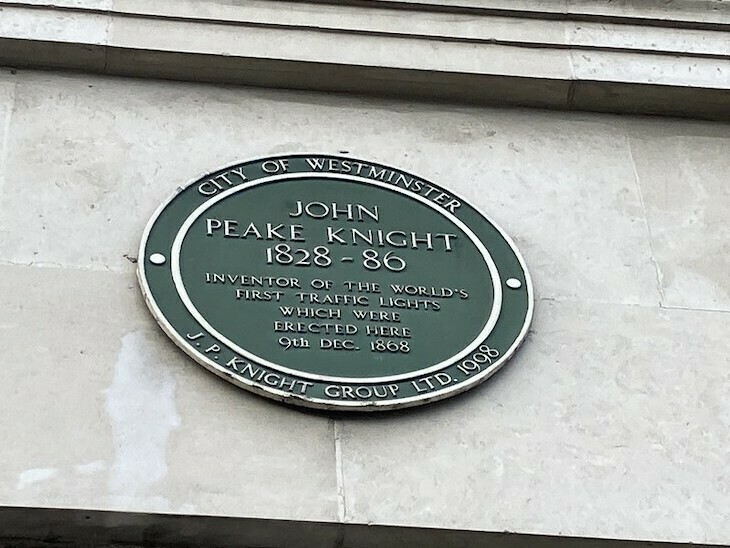 CITY OF WESTMINSTER
JOHN
PEAKE KNIGHT
1828 - 86
INVENTOR OF THE WORLD'S
FIRST TRAFFIC LIGHTS
WHICH WERE
ERECTED HERE
9th DEC. 1868
J. P. KNIGHT GROUP LTD. 1998